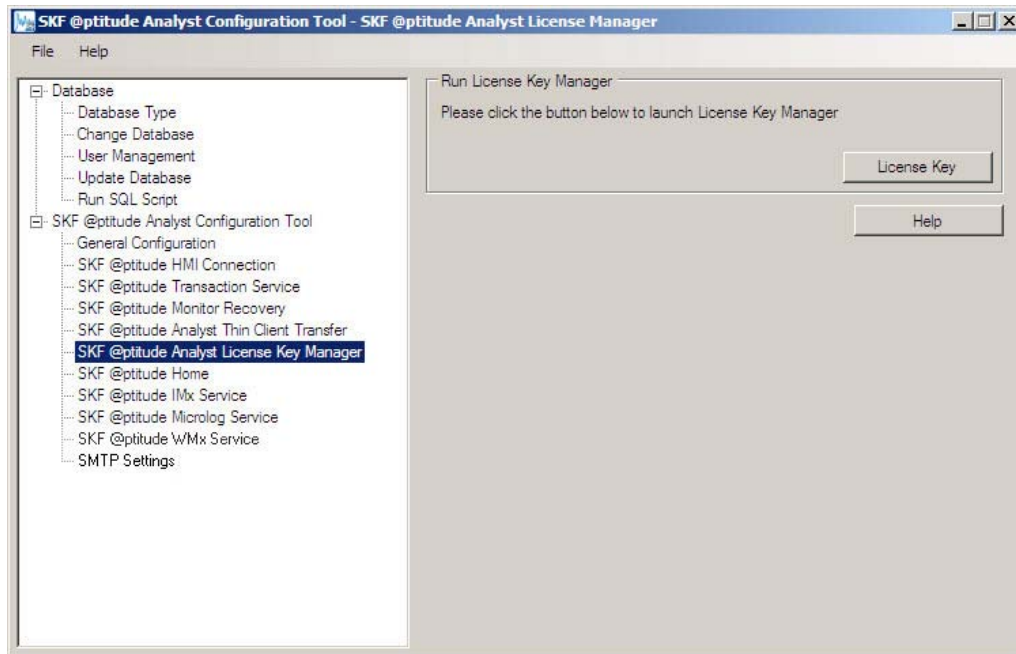 SKF @ptitude Analyst Configuration Tool - SKF @ptitude Analyst License Manager
File Help
Database
Database Type
Change Database
User Management
Update Database
Run SQL Script
SKF @ptitude Analyst Configuration Tool
General Configuration
SKF @ptitude HMI Connection
SKF @ptitude Transaction Service
SKF @ptitude Monitor Recovery
SKF @ptitude Analyst Thin Client Transfer
SKF @ptitude Analyst License Key Manager
SKF @ptitude Home
SKF @ptitude IMx Service
SKF @ptitude Microlog Service
SKF @ptitude WMx Service
SMTP Settings
Run License Key Manager
Please click the button below to launch License Key Manager
License Key
Help